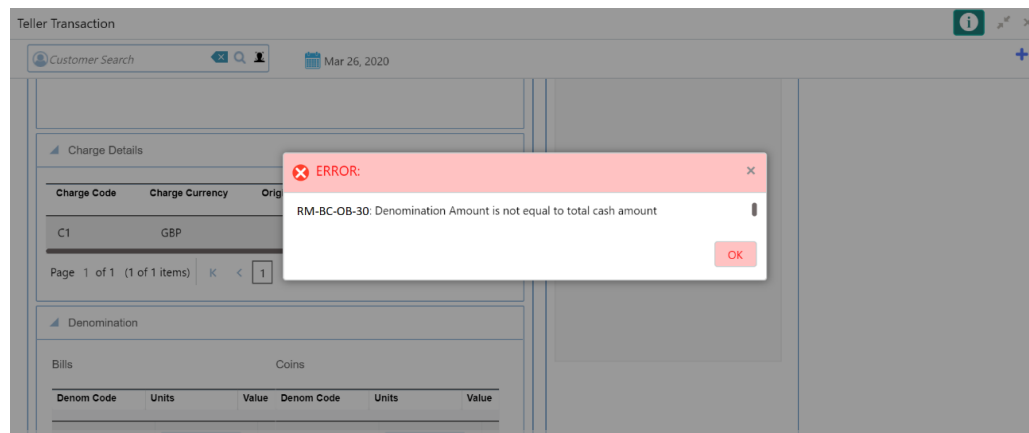 Teller Transaction
Customer Search
Mar 26, 2020
Charge Details
Charge Code Charge Currency
C1 GBP
Page 1 of 1 (1 of 1 items) K < 1
ERROR:
RM-BC-OB-30: Denomination Amount is not equal to total cash amount
OK
Denomination
Bills Coins
Denom Code Units Value Denom Code Units Value